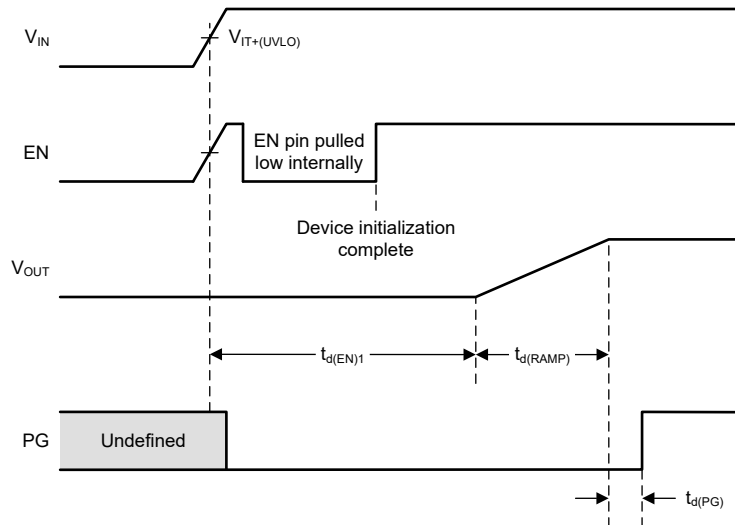 VIN
VIT+(UVLO)
EN
EN pin pulled
low internally
Device initialization
complete
VOUT
td(EN)1
td(RAMP)
PG
Undefined
td(PG)